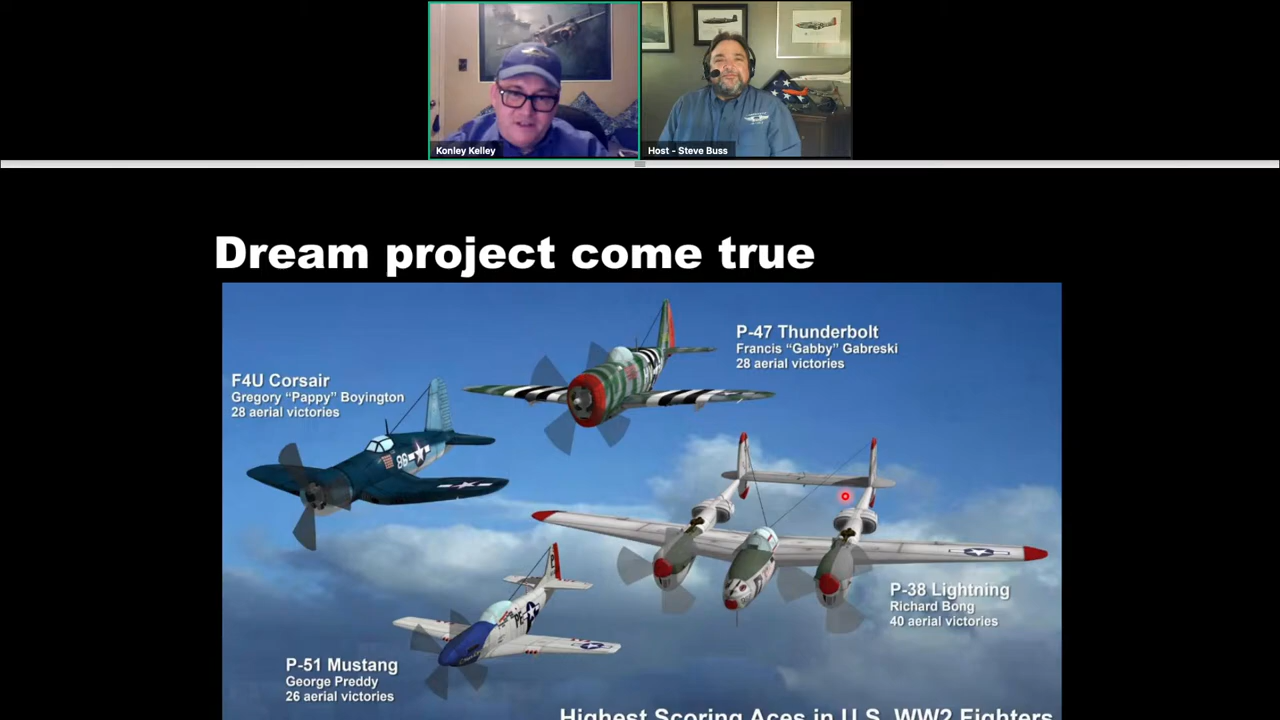 Konley Kelley
Host - Steve Buss
Dream project come true
P-47 Thunderbolt
Francis “Gabby” Gabreski
28 aerial victories
F4U Corsair
Gregory “Pappy” Boyington
28 aerial victories
86
P-38 Lightning
Richard Bong
40 aerial victories
P-51 Mustang
George Preddy
26 aerial victories
Highest Scoring Aces in U.S. WW2 Fighters